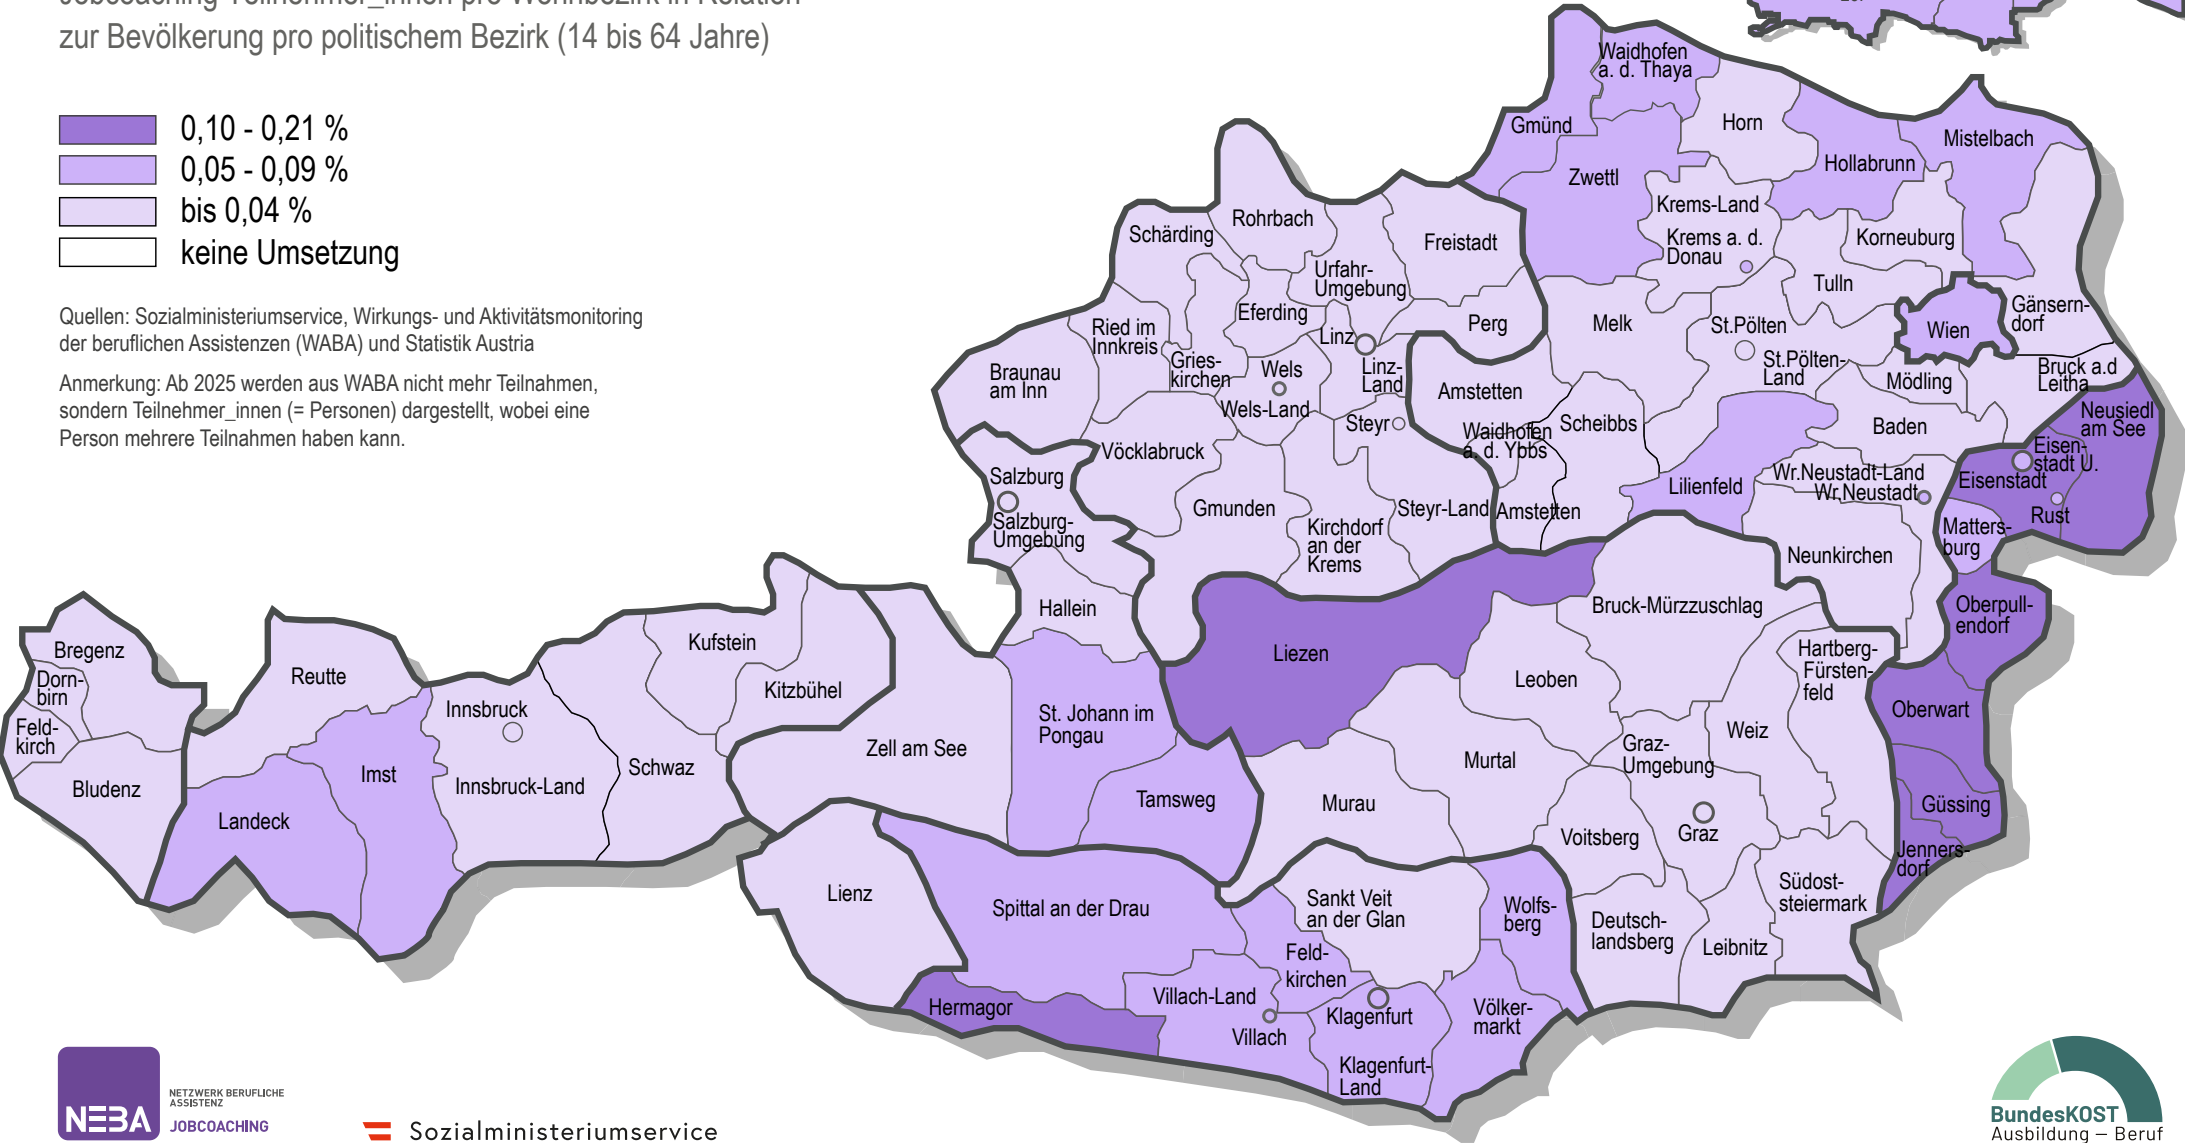 Jobcoaching-Teilnehmer_innen pro Wohnbezirk in Relation
zur Bevölkerung pro politischem Bezirk (14 bis 64 Jahre)
0,10 - 0,21 %
0,05 - 0,09 %
bis 0,04 %
keine Umsetzung
Quellen: Sozialministeriumservice, Wirkungs- und Aktivitätsmonitoring
der beruflichen Assistenzen (WABA) und Statistik Austria
Anmerkung: Ab 2025 werden aus WABA nicht mehr Teilnahmen,
sondern Teilnehmer_innen (= Personen) dargestellt, wobei eine
Person mehrere Teilnahmen haben kann.
Waidhofen
a. d. Thaya
Gmünd
Horn
Zwettl
Hollabrunn
Mistelbach
Krems-Land
Krems a. d.
Donau
Korneuburg
Tulln
Wien
Gänsern-
dorf
Bruck a.d
Leitha
Melk
St.Pölten
St.Pölten-
Land
Mödling
Baden
Amstetten
Waidhofen
a. d. Ybbs
Scheibbs
Amstetten
Lilienfeld
Wr.Neustadt-Land
Wr.Neustadt
Neunkirchen
Neusiedl
am See
Eisen-
stadt U.
Eisenstadt
Rust
Matters-
burg
Oberpull-
endorf
Oberwart
Güssing
Jenners-
dorf
Rohrbach
Schärding
Freistadt
Urfahr-
Umgebung
Eferding
Perg
Linz
Linz-
Land
Ried im
Innkreis
Gries-
kirchen
Wels
Wels-Land
Braunau
am Inn
Steyr
Vöcklabruck
Gmunden
Kirchdorf
an der
Krems
Steyr-Land
Salzburg
Salzburg-
Umgebung
Hallein
St. Johann im
Pongau
Zell am See
Tamsweg
Liezen
Bruck-Mürzzuschlag
Leoben
Hartberg-
Fürsten-
feld
Weiz
Graz-
Umgebung
Graz
Murtal
Murau
Voitsberg
Deutsch-
landsberg
Leibnitz
Südost-
steiermark
Bregenz
Dorn-
birn
Feld-
kirch
Bludenz
Reutte
Landeck
Imst
Innsbruck
Innsbruck-Land
Schwaz
Kufstein
Kitzbühel
Lienz
Spittal an der Drau
Hermagor
Villach-Land
Villach
Feld-
kirchen
Sankt Veit
an der Glan
Klagenfurt
Klagenfurt-
Land
Wolfs-
berg
Völker-
markt
NEBA
NETZWERK BERUFLICHE
ASSISTENZ
JOBCOACHING
Sozialministeriumservice
BundesKOST
Ausbildung – Beruf